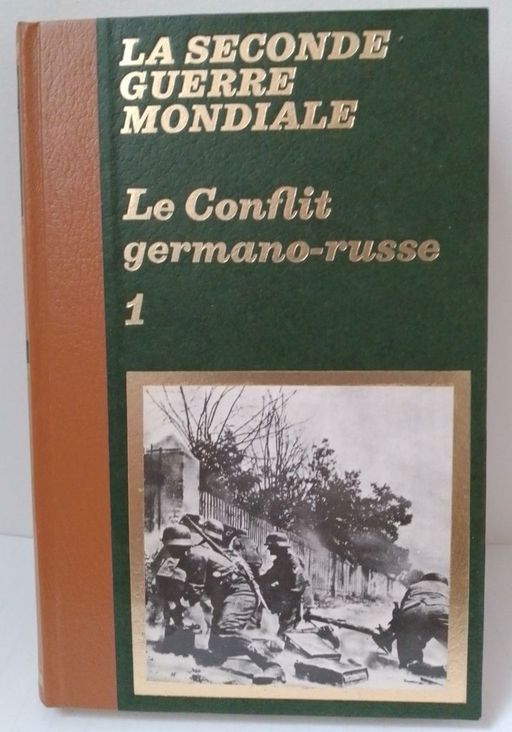 LA SECONDE
GUERRE
MONDIALE
Le Conflit
germano-russe
1